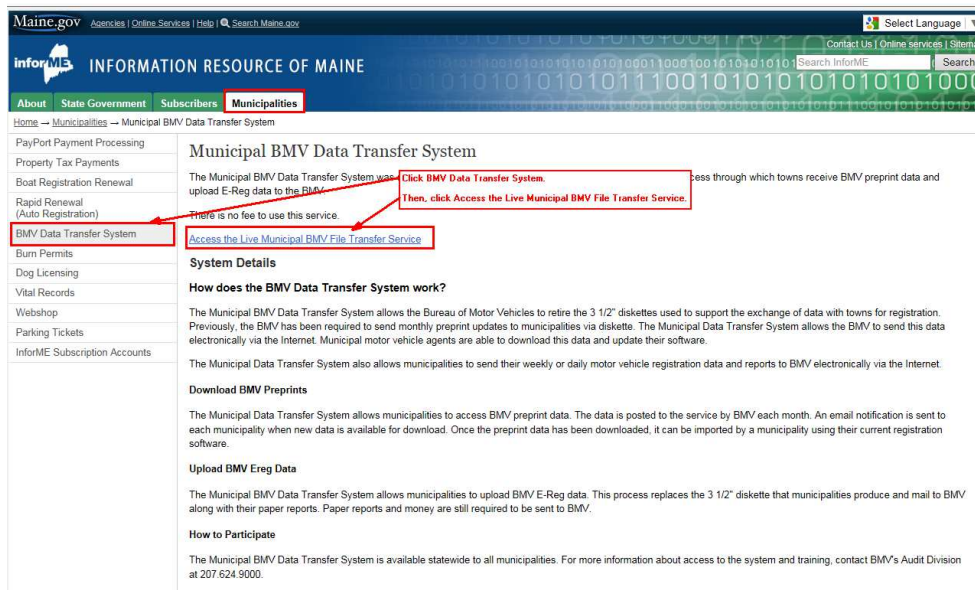 Maine.gov Agencies | Online Services | Help | Search Maine.gov Select Language
Contact Us | Online services | Sitema
inforME INFORMATION RESOURCE OF MAINE Search InforME Search
About State Government Subscribers Municipalities
Home → Municipalities → Municipal BMV Data Transfer System
PayPort Payment Processing
Property Tax Payments
Boat Registration Renewal
Rapid Renewal
(Auto Registration)
BMV Data Transfer System
Burn Permits
Dog Licensing
Vital Records
Webshop
Parking Tickets
InforME Subscription Accounts
Municipal BMV Data Transfer System
The Municipal BMV Data Transfer System was cess through which towns receive BMV preprint data and
upload E-Reg data to the BMV.
Click BMV Data Transfer System.
Then, click Access the Live Municipal BMV File Transfer Service.
There is no fee to use this service.
Access the Live Municipal BMV File Transfer Service
System Details
How does the BMV Data Transfer System work?
The Municipal BMV Data Transfer System allows the Bureau of Motor Vehicles to retire the 3 1/2" diskettes used to support the exchange of data with towns for registration.
Previously, the BMV has been required to send monthly preprint updates to municipalities via diskette. The Municipal Data Transfer System allows the BMV to send this data
electronically via the Internet. Municipal motor vehicle agents are able to download this data and update their software.
The Municipal Data Transfer System also allows municipalities to send their weekly or daily motor vehicle registration data and reports to BMV electronically via the Internet.
Download BMV Preprints
The Municipal Data Transfer System allows municipalities to access BMV preprint data. The data is posted to the service by BMV each month. An email notification is sent to
each municipality when new data is available for download. Once the preprint data has been downloaded, it can be imported by a municipality using their current registration
software.
Upload BMV Ereg Data
The Municipal BMV Data Transfer System allows municipalities to upload BMV E-Reg data. This process replaces the 3 1/2" diskette that municipalities produce and mail to BMV
along with their paper reports. Paper reports and money are still required to be sent to BMV.
How to Participate
The Municipal BMV Data Transfer System is available statewide to all municipalities. For more information about access to the system and training, contact BMV's Audit Division
at 207.624.9000.